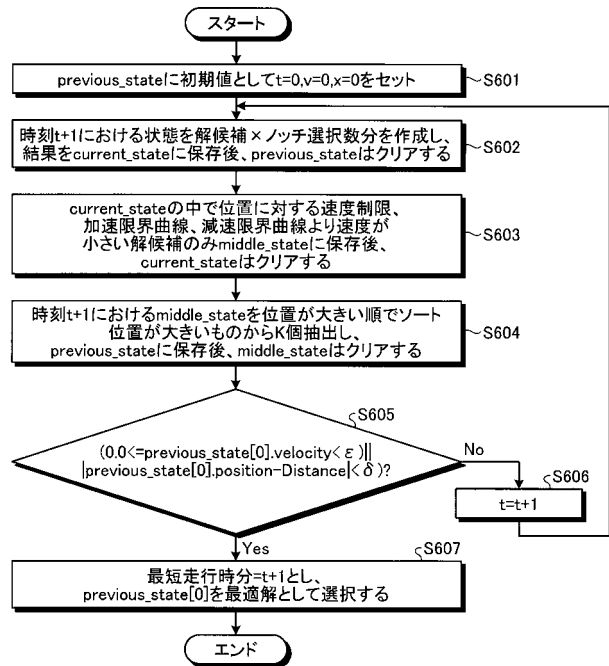 スタート
previous_stateに初期値としてt=0,v=0,x=0をセット
S601
時刻t+1における状態を解候補×ノッチ選択数分を作成し、
結果をcurrent_stateに保存後、previous_stateはクリアする
S602
current_stateの中で位置に対する速度制限、
加速限界曲線、減速限界曲線より速度が
小さい解候補のみmiddle_stateに保存後、
current_stateはクリアする
S603
時刻t+1におけるmiddle_stateを位置が大きい順でソート
位置が大きいものからK個抽出し、
previous_stateに保存後、middle_stateはクリアする
S604
S605
(0.0<=previous_state[0].velocity<ε)||
|previous_state[0].position-Distance|<δ)?
No
S606
t=t+1
Yes
S607
最短走行時分=t+1とし、
previous_state[0]を最適解として選択する
エンド